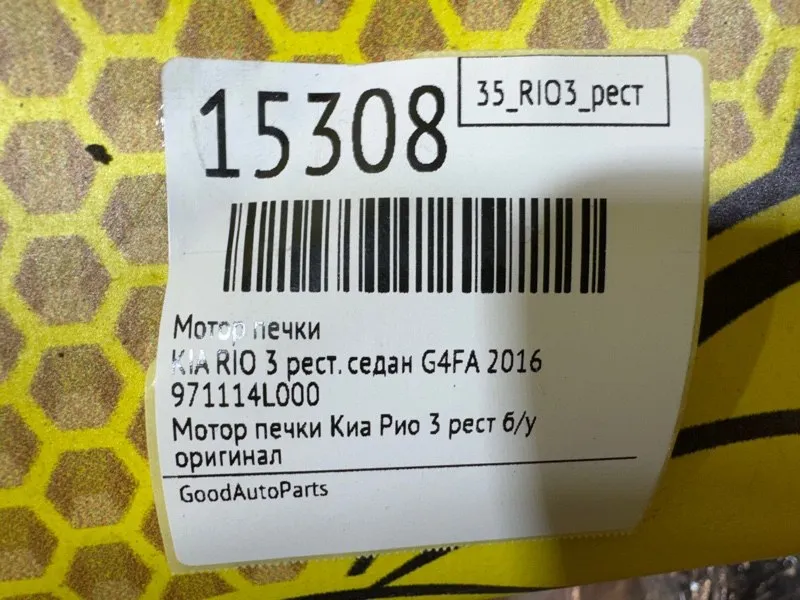 15308
35_RIO3_рест
Мотор печки
KIA RIO 3 рест. седан G4FA 2016
971114L000
Мотор печки Киа Рио 3 рест б/у
оригинал
GoodAutoParts